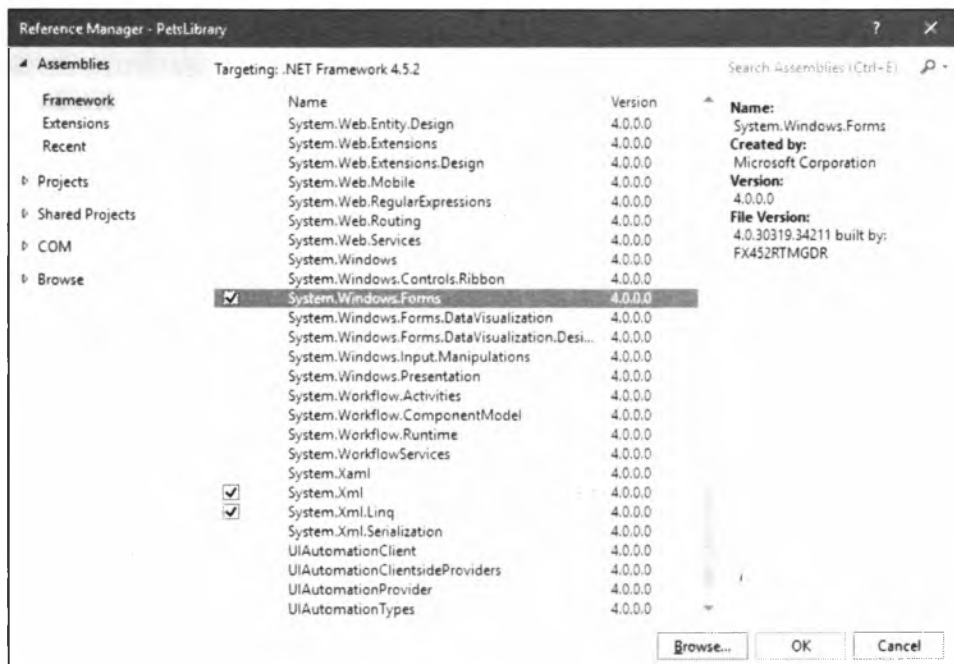 Reference Manager - PetsLibrary ? ×
Assemblies
Framework
Extensions
Recent
Projects
Shared Projects
COM
Browse
Targeting: .NET Framework 4.5.2
Search Assemblies (Ctrl+E)
Name Version
System.Web.Entity.Design 4.0.0.0
System.Web.Extensions 4.0.0.0
System.Web.Extensions.Design 4.0.0.0
System.Web.Mobile 4.0.0.0
System.Web.RegularExpressions 4.0.0.0
System.Web.Routing 4.0.0.0
System.Web.Services 4.0.0.0
System.Windows 4.0.0.0
System.Windows.Controls.Ribbon 4.0.0.0
System.Windows.Forms 4.0.0.0
System.Windows.Forms.DataVisualization 4.0.0.0
System.Windows.Forms.DataVisualization.Desi... 4.0.0.0
System.Windows.Input.Manipulations 4.0.0.0
System.Windows.Presentation 4.0.0.0
System.Workflow.Activities 4.0.0.0
System.Workflow.ComponentModel 4.0.0.0
System.Workflow.Runtime 4.0.0.0
System.WorkflowServices 4.0.0.0
System.Xaml 4.0.0.0
System.Xml 4.0.0.0
System.Xml.Linq 4.0.0.0
System.Xml.Serialization 4.0.0.0
UIAutomationClient 4.0.0.0
UIAutomationClientsideProviders 4.0.0.0
UIAutomationProvider 4.0.0.0
UIAutomationTypes 4.0.0.0
Name:
System.Windows.Forms
Created by:
Microsoft Corporation
Version:
4.0.0.0
File Version:
4.0.30319.34211 built by:
FX452RTMGDR
Browse... OK Cancel